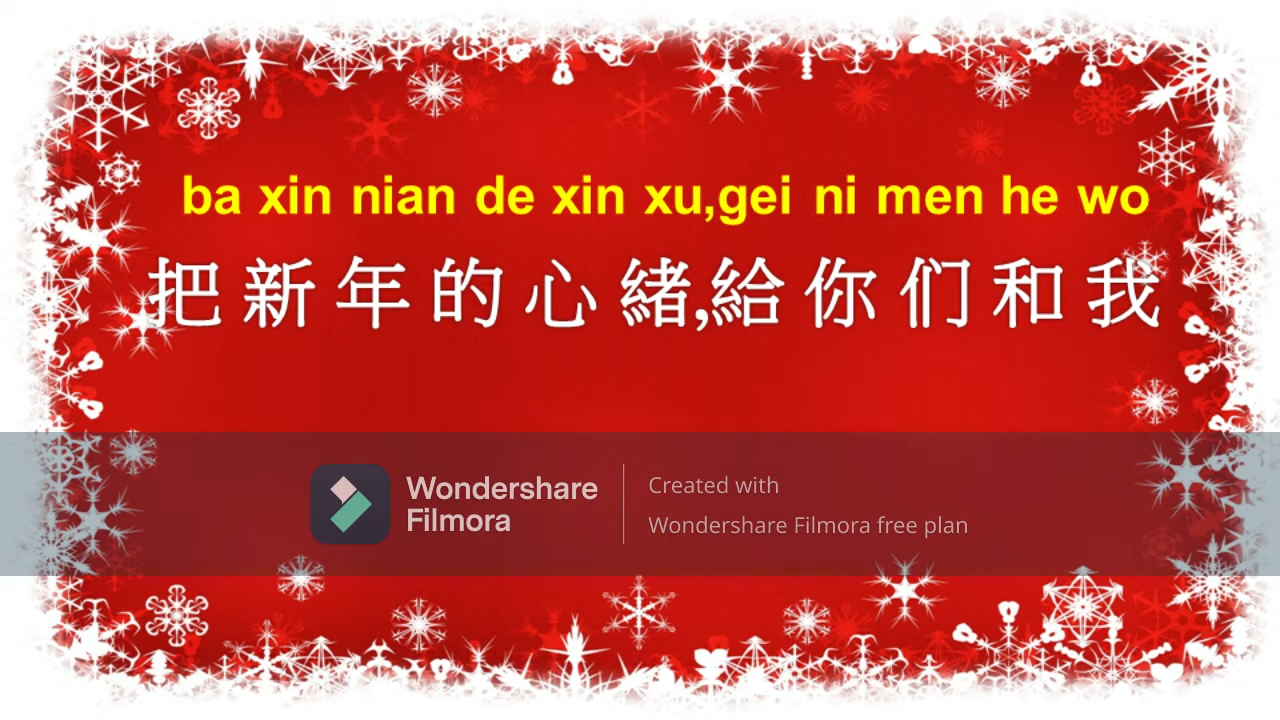 ba xin nian de xin xu,gei ni men he wo
把新年的心緒,給你们和我
Wondershare
Filmora
Created with
Wondershare Filmora free plan